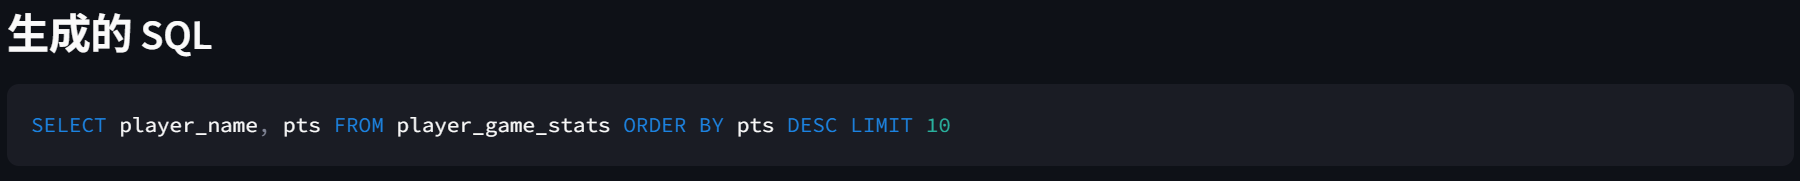 生成的 SQL
SELECT player_name, pts FROM player_game_stats ORDER BY pts DESC LIMIT 10